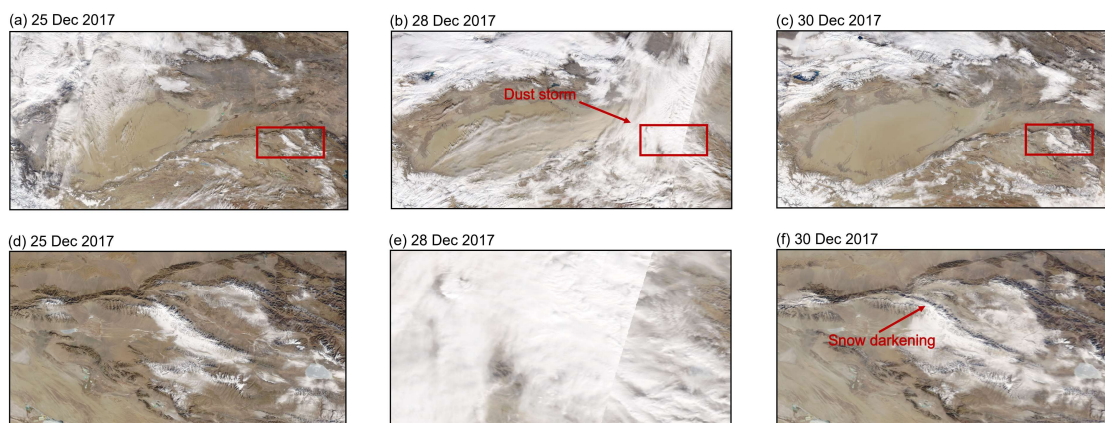 (a) 25 Dec 2017
(b) 28 Dec 2017
(c) 30 Dec 2017
Dust storm
(d) 25 Dec 2017
(e) 28 Dec 2017
(f) 30 Dec 2017
Snow darkening